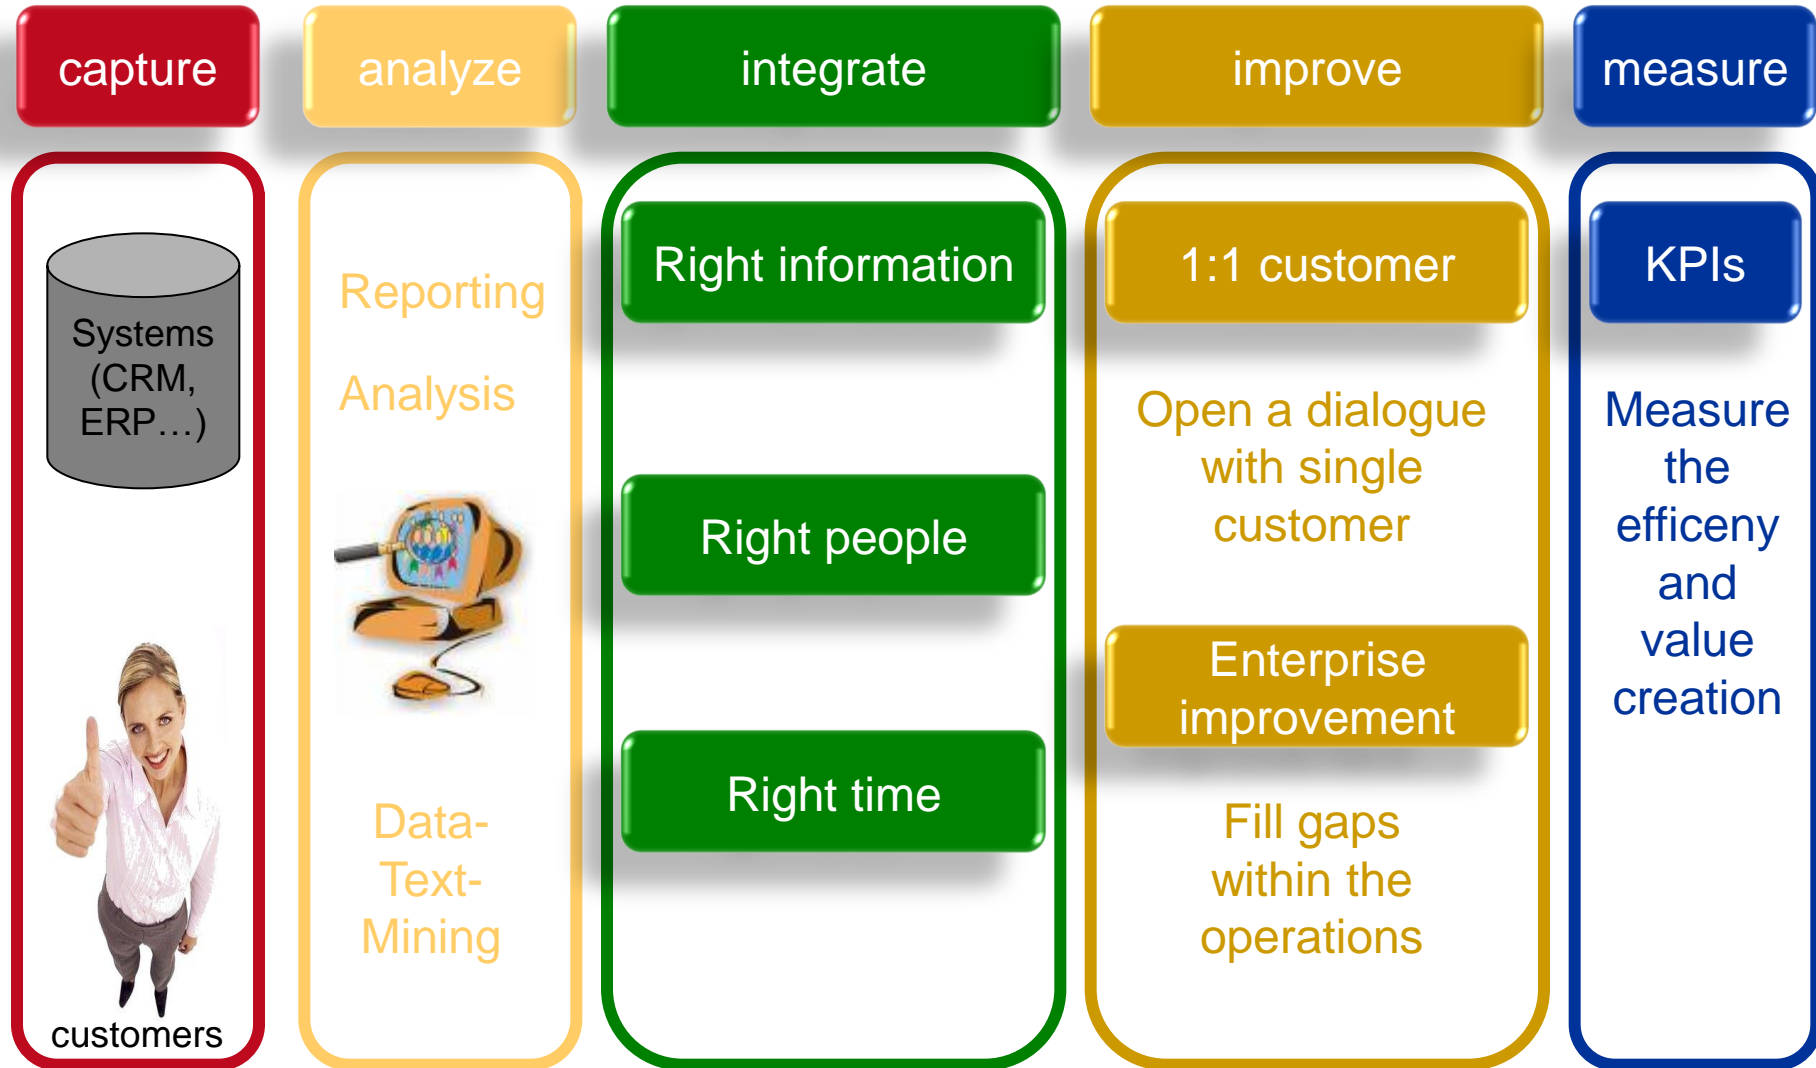 capture
analyze
integrate
improve
measure
Systems
(CRM,
ERP…)
customers
Reporting
Analysis
Data-
Text-
Mining
Right information
Right people
Right time
1:1 customer
Open a dialogue
with single
customer
Enterprise
improvement
Fill gaps
within the
operations
KPIs
Measure
the
efficeny
and
value
creation